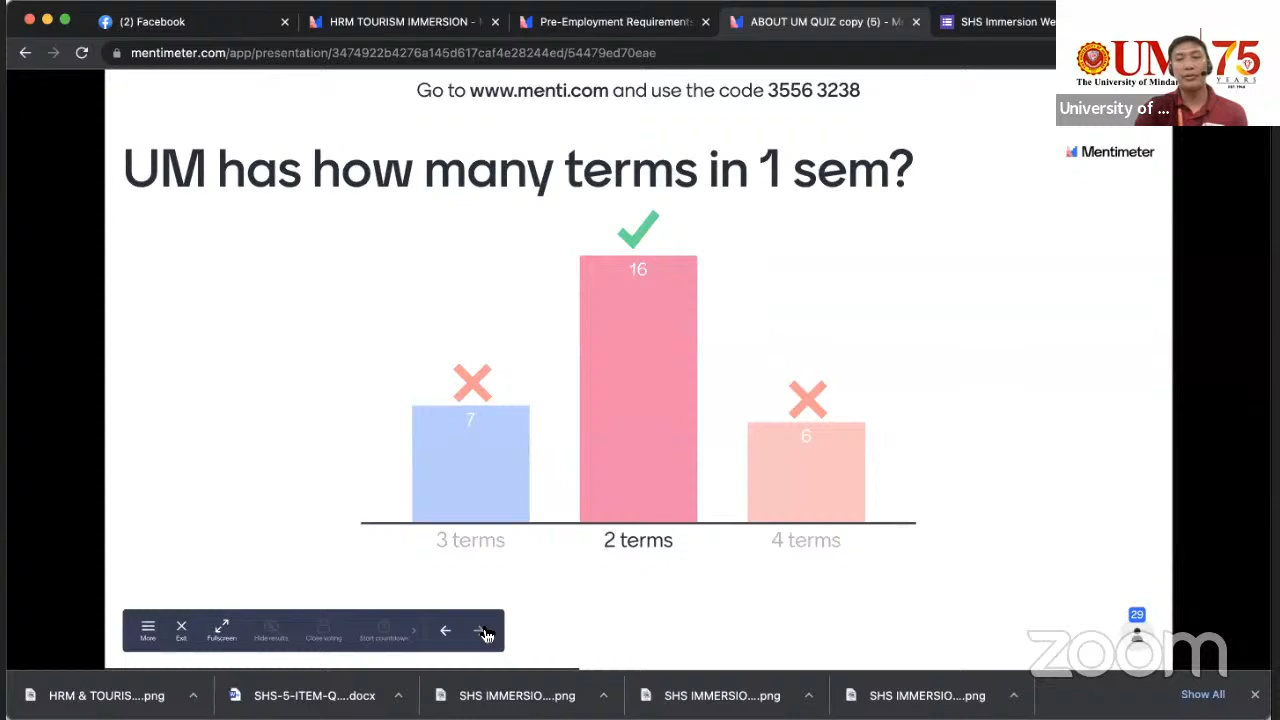 (2) Facebook
HRM TOURISM IMMERSION -
Pre-Employment Requirements
ABOUT UM QUIZ copy (5) - Me
SHS Immersion We
mentimeter.com/app/presentation/3474922b4276a145d617caf4e28244ed/54479ed70eae
UM 75
YEARS
The University of Mindan
University of ...
Go to www.menti.com and use the code 3556 3238
Mentimeter
UM has how many terms in 1 sem?
16
7
6
3 terms
2 terms
4 terms
More
Exit
Fullscreen
Hide results
Close voting
Start countdown
29
zoom
HRM & TOURIS....png
SHS-5-ITEM-Q....docx
SHS IMMERSIO....png
SHS IMMERSIO....png
SHS IMMERSIO....png
Show All